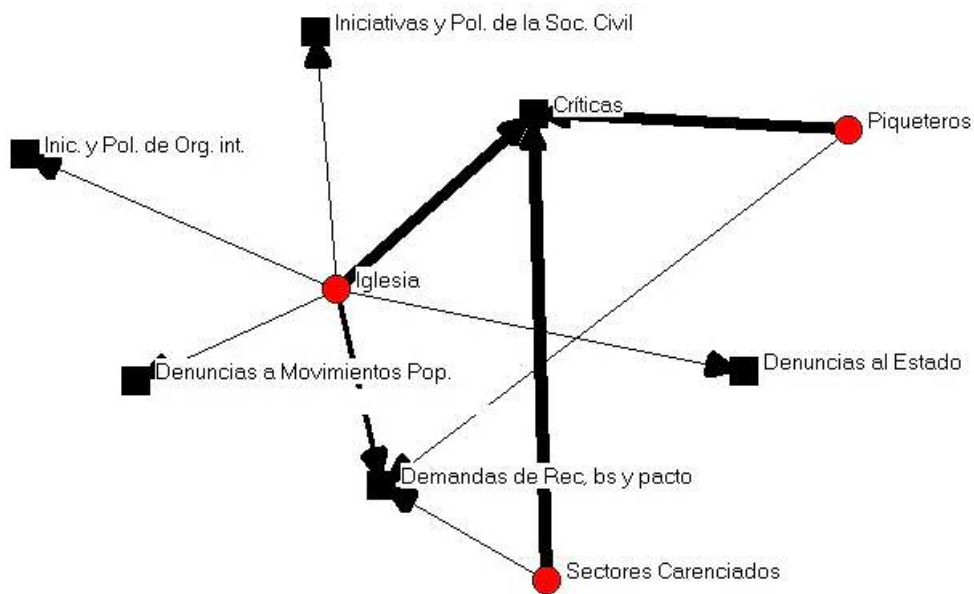 Iniciativas y Pol. de la Soc. Civil
Críticas
Piqueteros
Inic. y Pol. de Org. int.
Iglesia
Denuncias a Movimientos Pop.
Denuncias al Estado
Demandas de Rec, bs y pacto
Sectores Carenciados